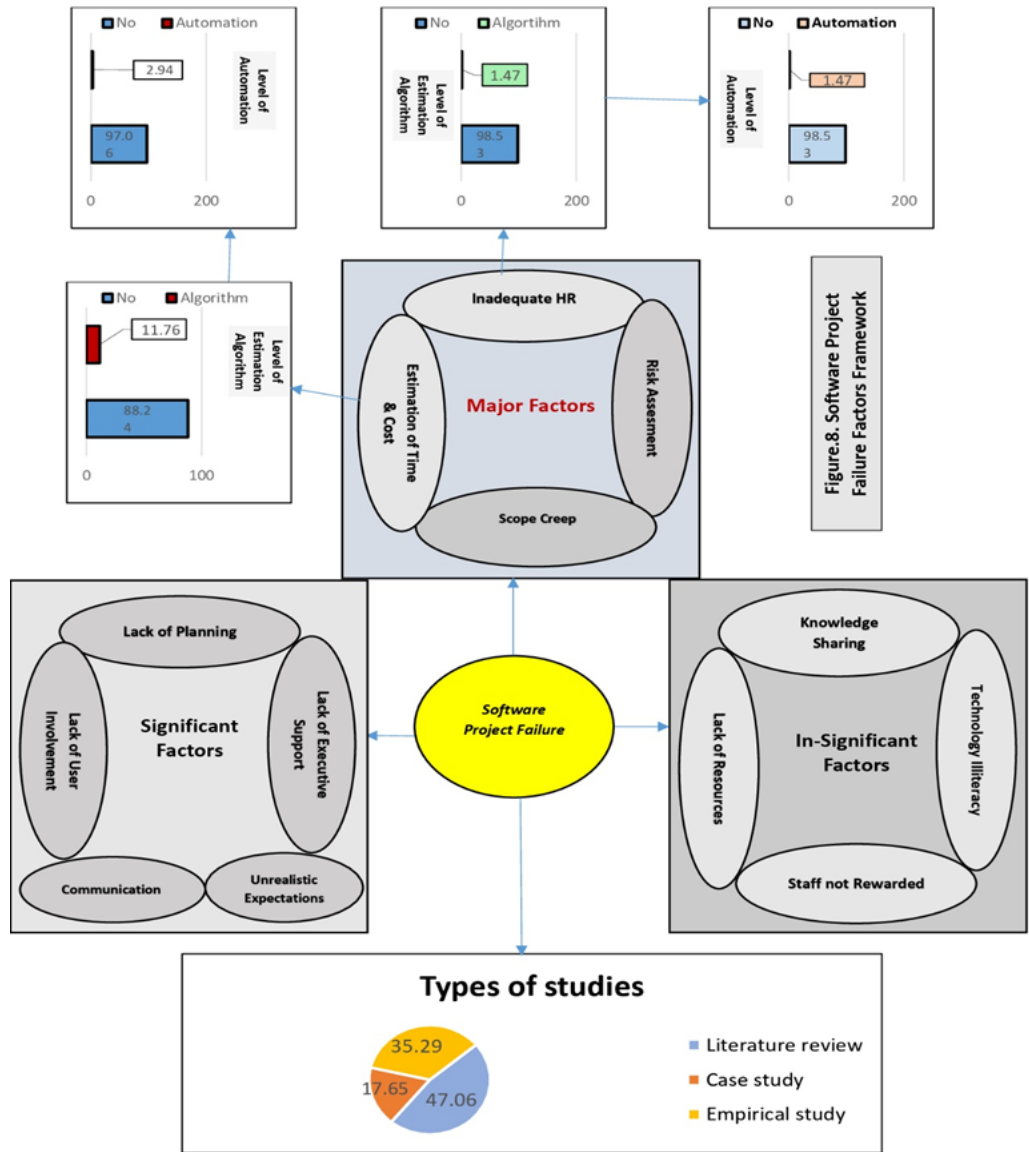 No Automation
2.94
97.0
6
0 200
Level of
Automation
No Algortihm
1.47
98.5
3
0 200
Level of
Estimation
Algorithm
No Automation
1.47
98.5
3
0 200
Level of
Automation
No Algorithm
11.76
88.2
4
0 100
Level of
Estimation
Algorithm
Inadequate HR
Estimation of Time
& Cost
Major Factors
Risk Assesment
Scope Creep
Figure.8. Software Project
Failure Factors Framework
Lack of Planning
Lack of User
Involvement
Significant
Factors
Lack of Executive
Support
Communication
Unrealistic
Expectations
Software
Project Failure
Knowledge
Sharing
Lack of Resources
In-Significant
Factors
Technology Illiteracy
Staff not Rewarded
Types of studies
35.29
17.65
47.06
Literature review
Case study
Empirical study